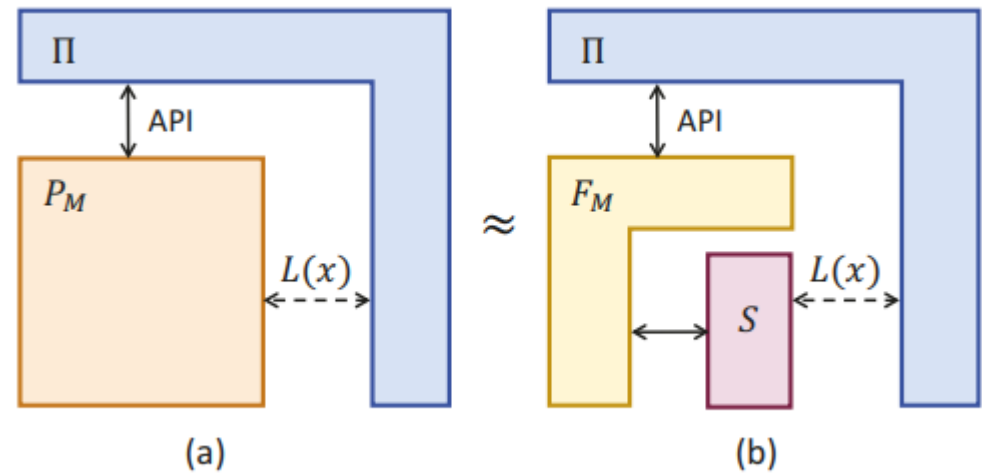 Π
API
P_M
L(x)
(a)
≈
Π
API
F_M
L(x)
S
(b)